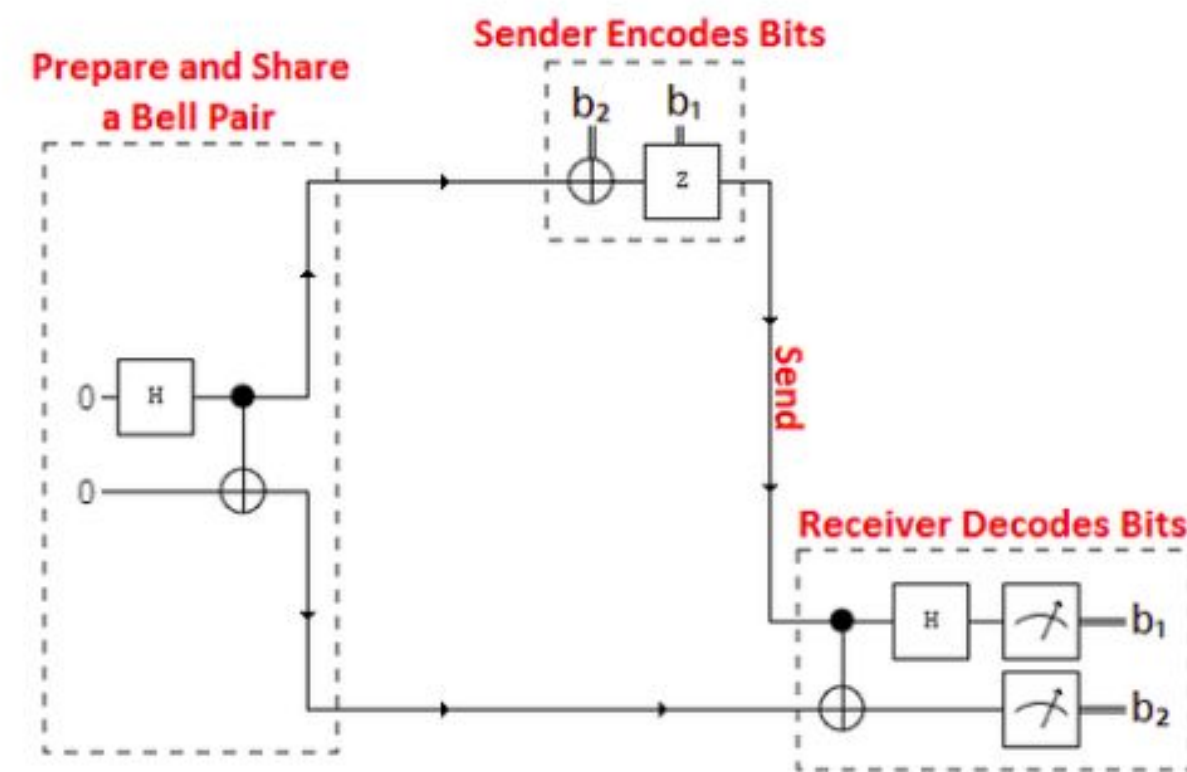 Sender Encodes Bits
Prepare and Share
a Bell Pair
b₂ b₁
Z
0 H
0
Send
Receiver Decodes Bits
H b₁
b₂